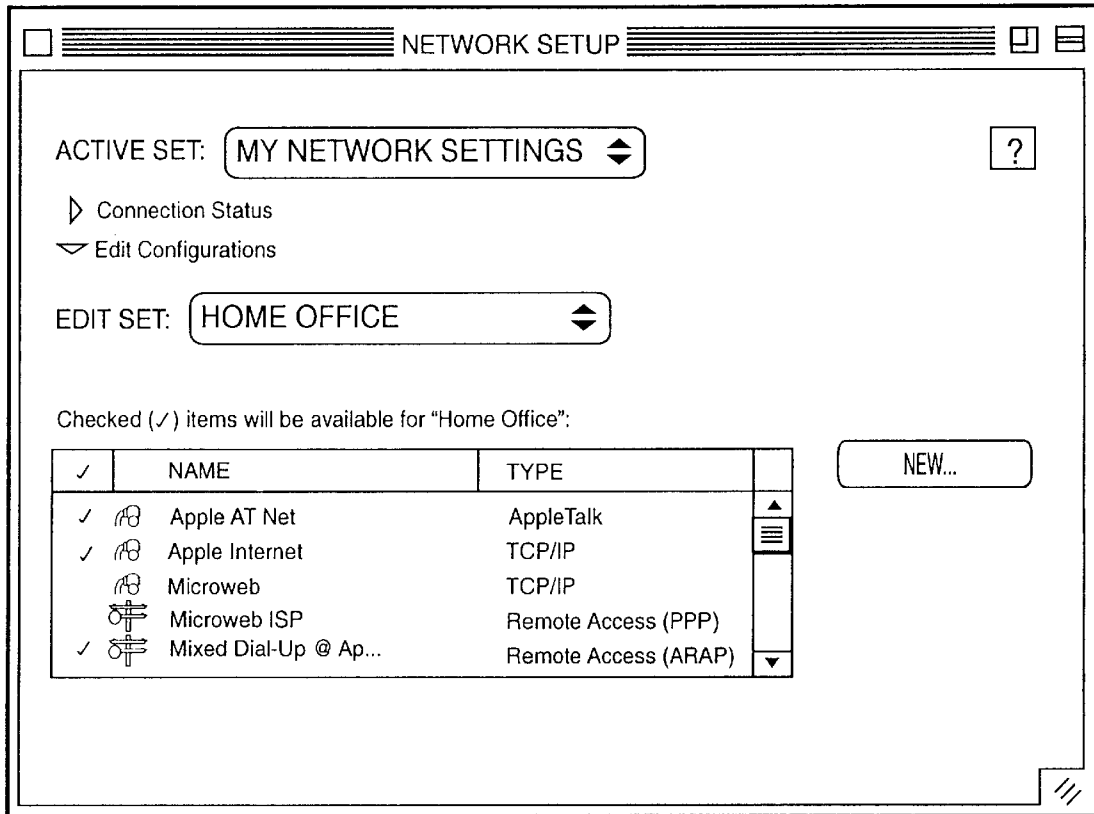 NETWORK SETUP
ACTIVE SET: MY NETWORK SETTINGS
?
Connection Status
Edit Configurations
EDIT SET: HOME OFFICE
Checked (✓) items will be available for “Home Office”:
✓ NAME TYPE
NEW...
✓ Apple AT Net AppleTalk
✓ Apple Internet TCP/IP
Microweb TCP/IP
Microweb ISP Remote Access (PPP)
✓ Mixed Dial-Up @ Ap... Remote Access (ARAP)